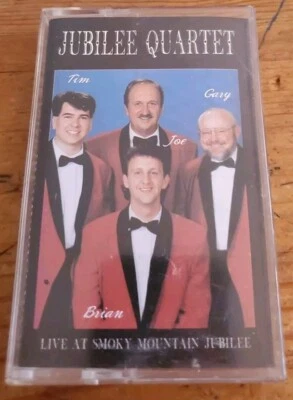 JUBILEE QUARTET
Tim
Gary
Joe
Brian
LIVE AT SMOKY MOUNTAIN JUBILEE